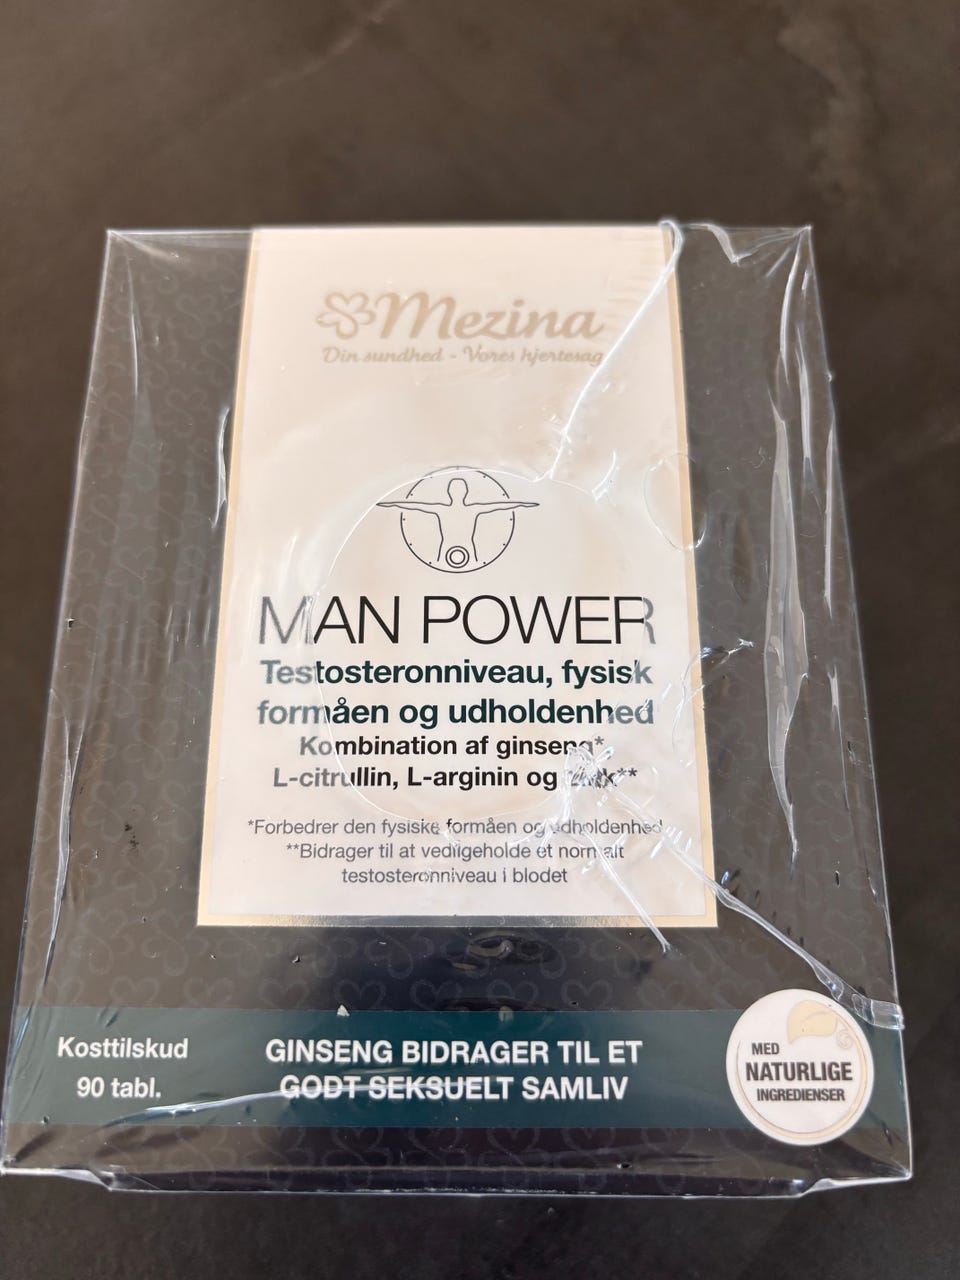 Mezina
Din sundhed - Vores hjertesag
MAN POWER
Testosteronniveau, fysisk
formåen og udholdenhed
Kombination af ginseng*
L-citrullin, L-arginin og zink**
*Forbedrer den fysiske formåen og udholdenhed
**Bidrager til at vedligeholde et normalt
testosteronniveau i blodet
Kosttilskud
90 tabl.
GINSENG BIDRAGER TIL ET
GODT SEKSUELT SAMLIV
MED
NATURLIGE
INGREDIENSER